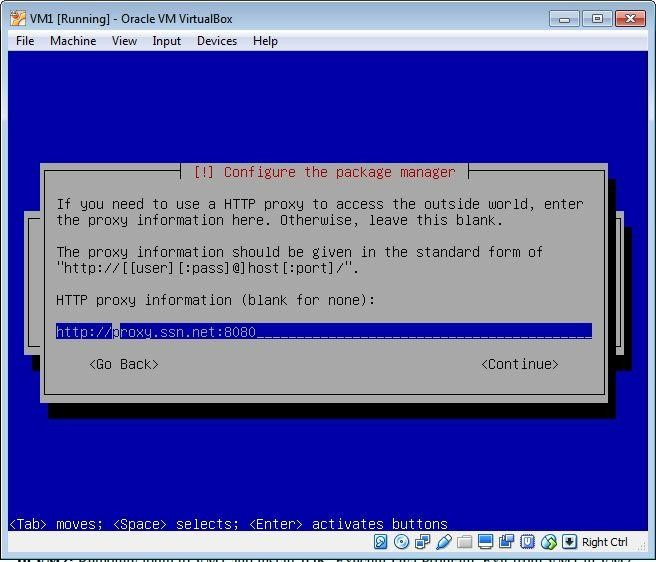 VM1 [Running] - Oracle VM VirtualBox
File Machine View Input Devices Help
[!] Configure the package manager
If you need to use a HTTP proxy to access the outside world, enter
the proxy information here. Otherwise, leave this blank.
The proxy information should be given in the standard form of
"http://[[user][:pass]@]host[:port]/".
HTTP proxy information (blank for none):
http://proxy.ssn.net:8080
<Go Back> <Continue>
<Tab> moves; <Space> selects; <Enter> activates buttons
Right Ctrl